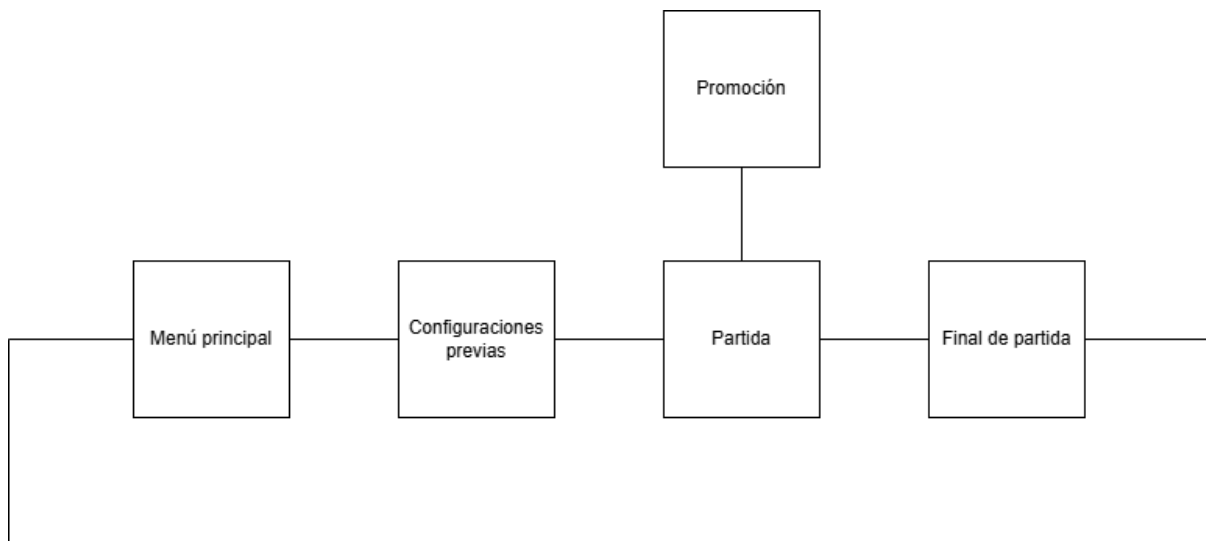 Promoción
Menú principal
Configuraciones
previas
Partida
Final de partida